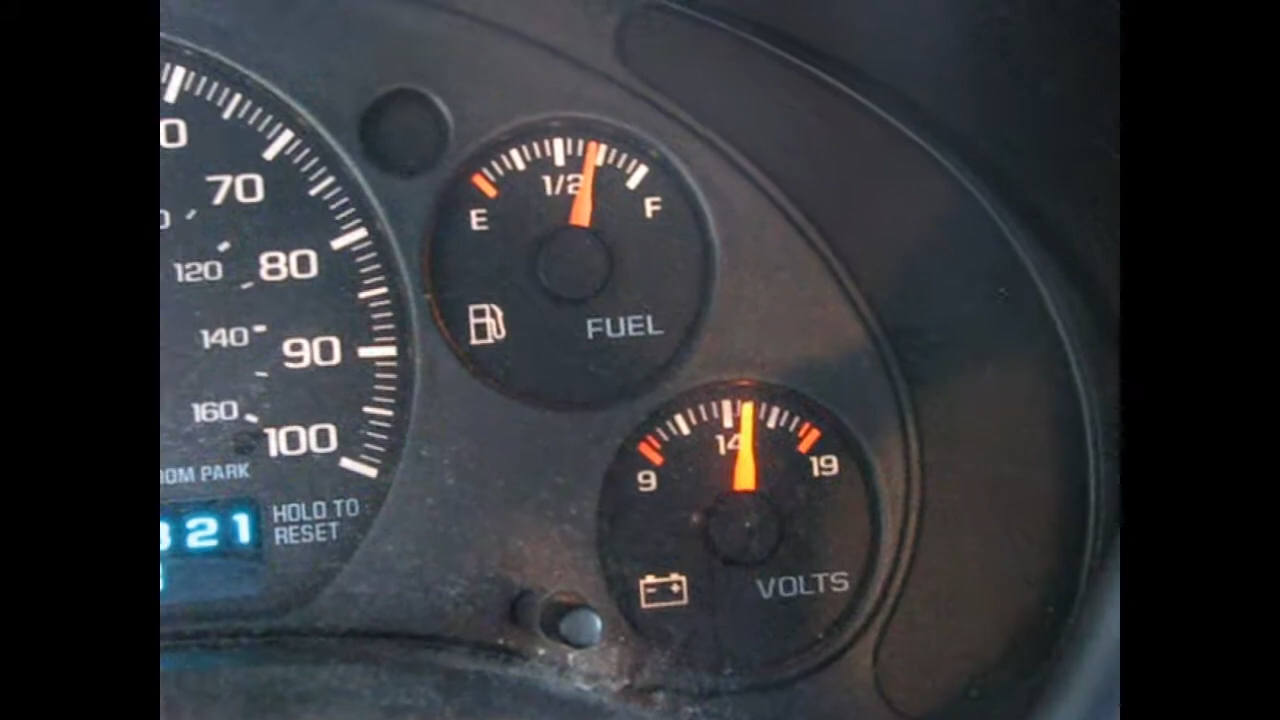 70
80
90
100
120
140
160
OM PARK
321
HOLD TO
RESET
1/2
E
F
FUEL
14
9
19
VOLTS